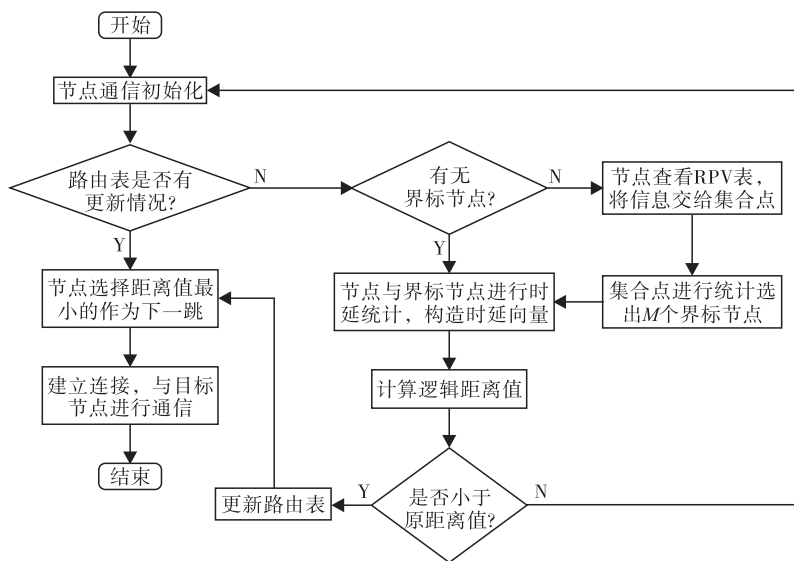 开始
节点通信初始化
路由表是否有
更新情况?
N
有无
界标节点?
N
节点查看RPV表，
将信息交给集合点
Y
Y
节点选择距离值最
小的作为下一跳
节点与界标节点进行时
延统计，构造时延向量
集合点进行统计选
出M个界标节点
建立连接，与目标
节点进行通信
计算逻辑距离值
结束
更新路由表
Y
是否小于
原距离值?
N